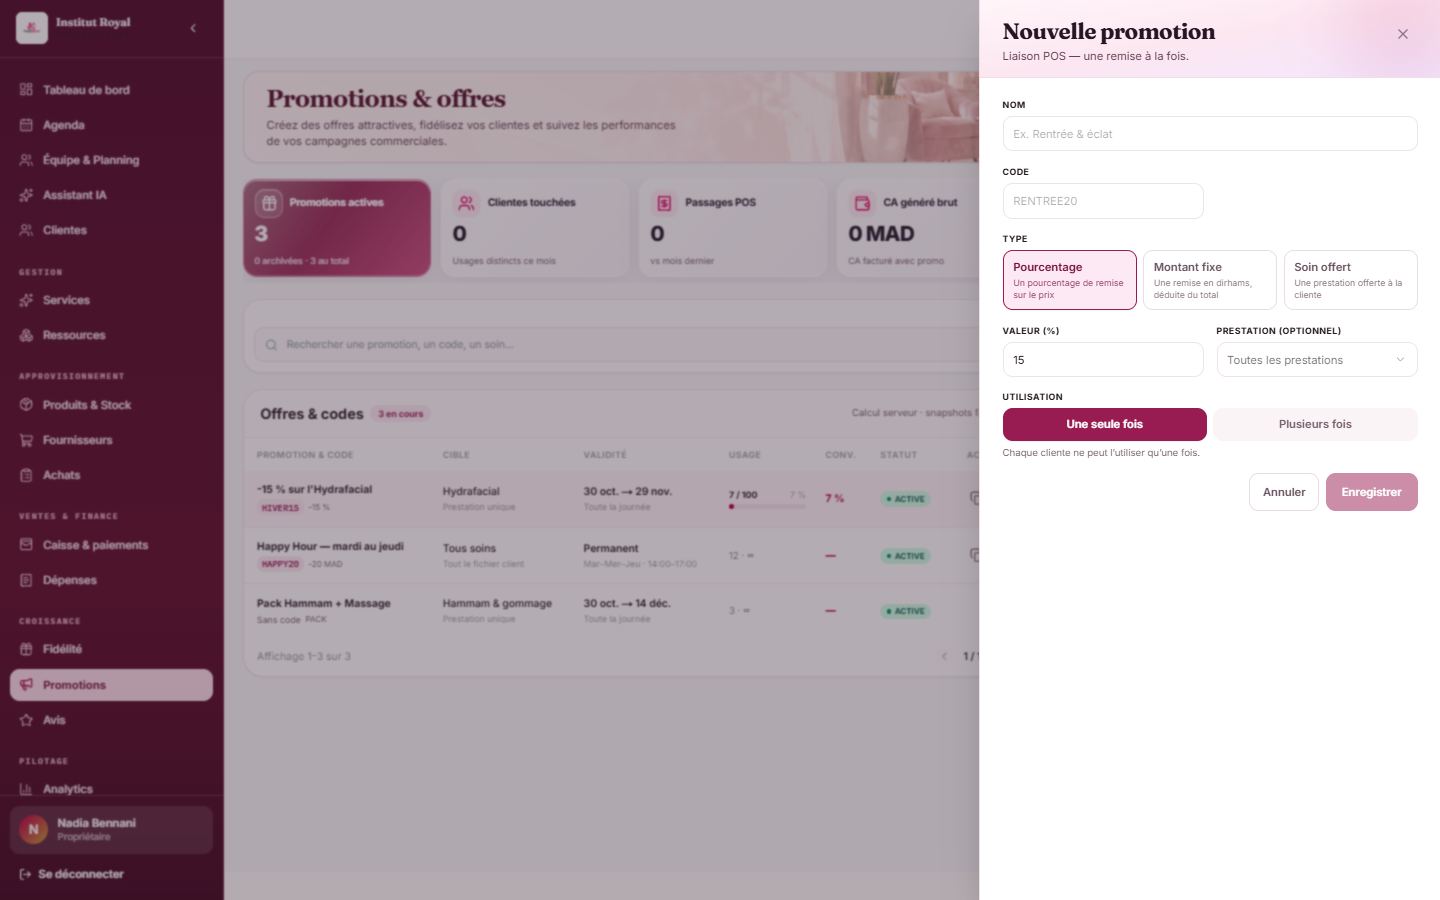 Institut Royal
Tableau de bord
Agenda
Équipe & Planning
Assistant IA
Clientes
GESTION
Services
Ressources
APPROVISIONNEMENT
Produits & Stock
Fournisseurs
Achats
VENTES & FINANCE
Caisse & paiements
Dépenses
CROISSANCE
Fidélité
Promotions
Avis
PILOTAGE
Analytics
N
Nadia Bennani
Propriétaire
Se déconnecter
Promotions & offres
Créez des offres attractives, fidélisez vos clientes et suivez les performances
de vos campagnes commerciales.
Promotions actives
3
0 archivées · 3 au total
Clientes touchées
0
Usages distincts ce mois
Passages POS
0
vs mois dernier
CA généré brut
0 MAD
CA facturé avec promo
Rechercher une promotion, un code, un soin...
Offres & codes 3 en cours
Calcul serveur · snapshots
PROMOTION & CODE CIBLE VALIDITÉ USAGE CONV. STATUT
-15 % sur l'Hydrafacial Hydrafacial 30 oct. → 29 nov. 7 / 100 7 % 7 % ACTIVE
HIVER15 -15 % Prestation unique Toute la journée
Happy Hour — mardi au jeudi Tous soins Permanent 12 · ∞ — ACTIVE
HAPPY20 -20 MAD Tout le fichier client Mar-Mer-Jeu · 14:00-17:00
Pack Hammam + Massage Hammam & gommage 30 oct. → 14 déc. 3 · ∞ — ACTIVE
Sans code PACK Prestation unique Toute la journée
Affichage 1-3 sur 3
Nouvelle promotion
Liaison POS — une remise à la fois.
NOM
Ex. Rentrée & éclat
CODE
RENTREE20
TYPE
Pourcentage
Un pourcentage de remise
sur le prix
Montant fixe
Une remise en dirhams,
déduite du total
Soin offert
Une prestation offerte à la
cliente
VALEUR (%)
15
PRESTATION (OPTIONNEL)
Toutes les prestations
UTILISATION
Une seule fois
Plusieurs fois
Chaque cliente ne peut l'utiliser qu'une fois.
Annuler
Enregistrer